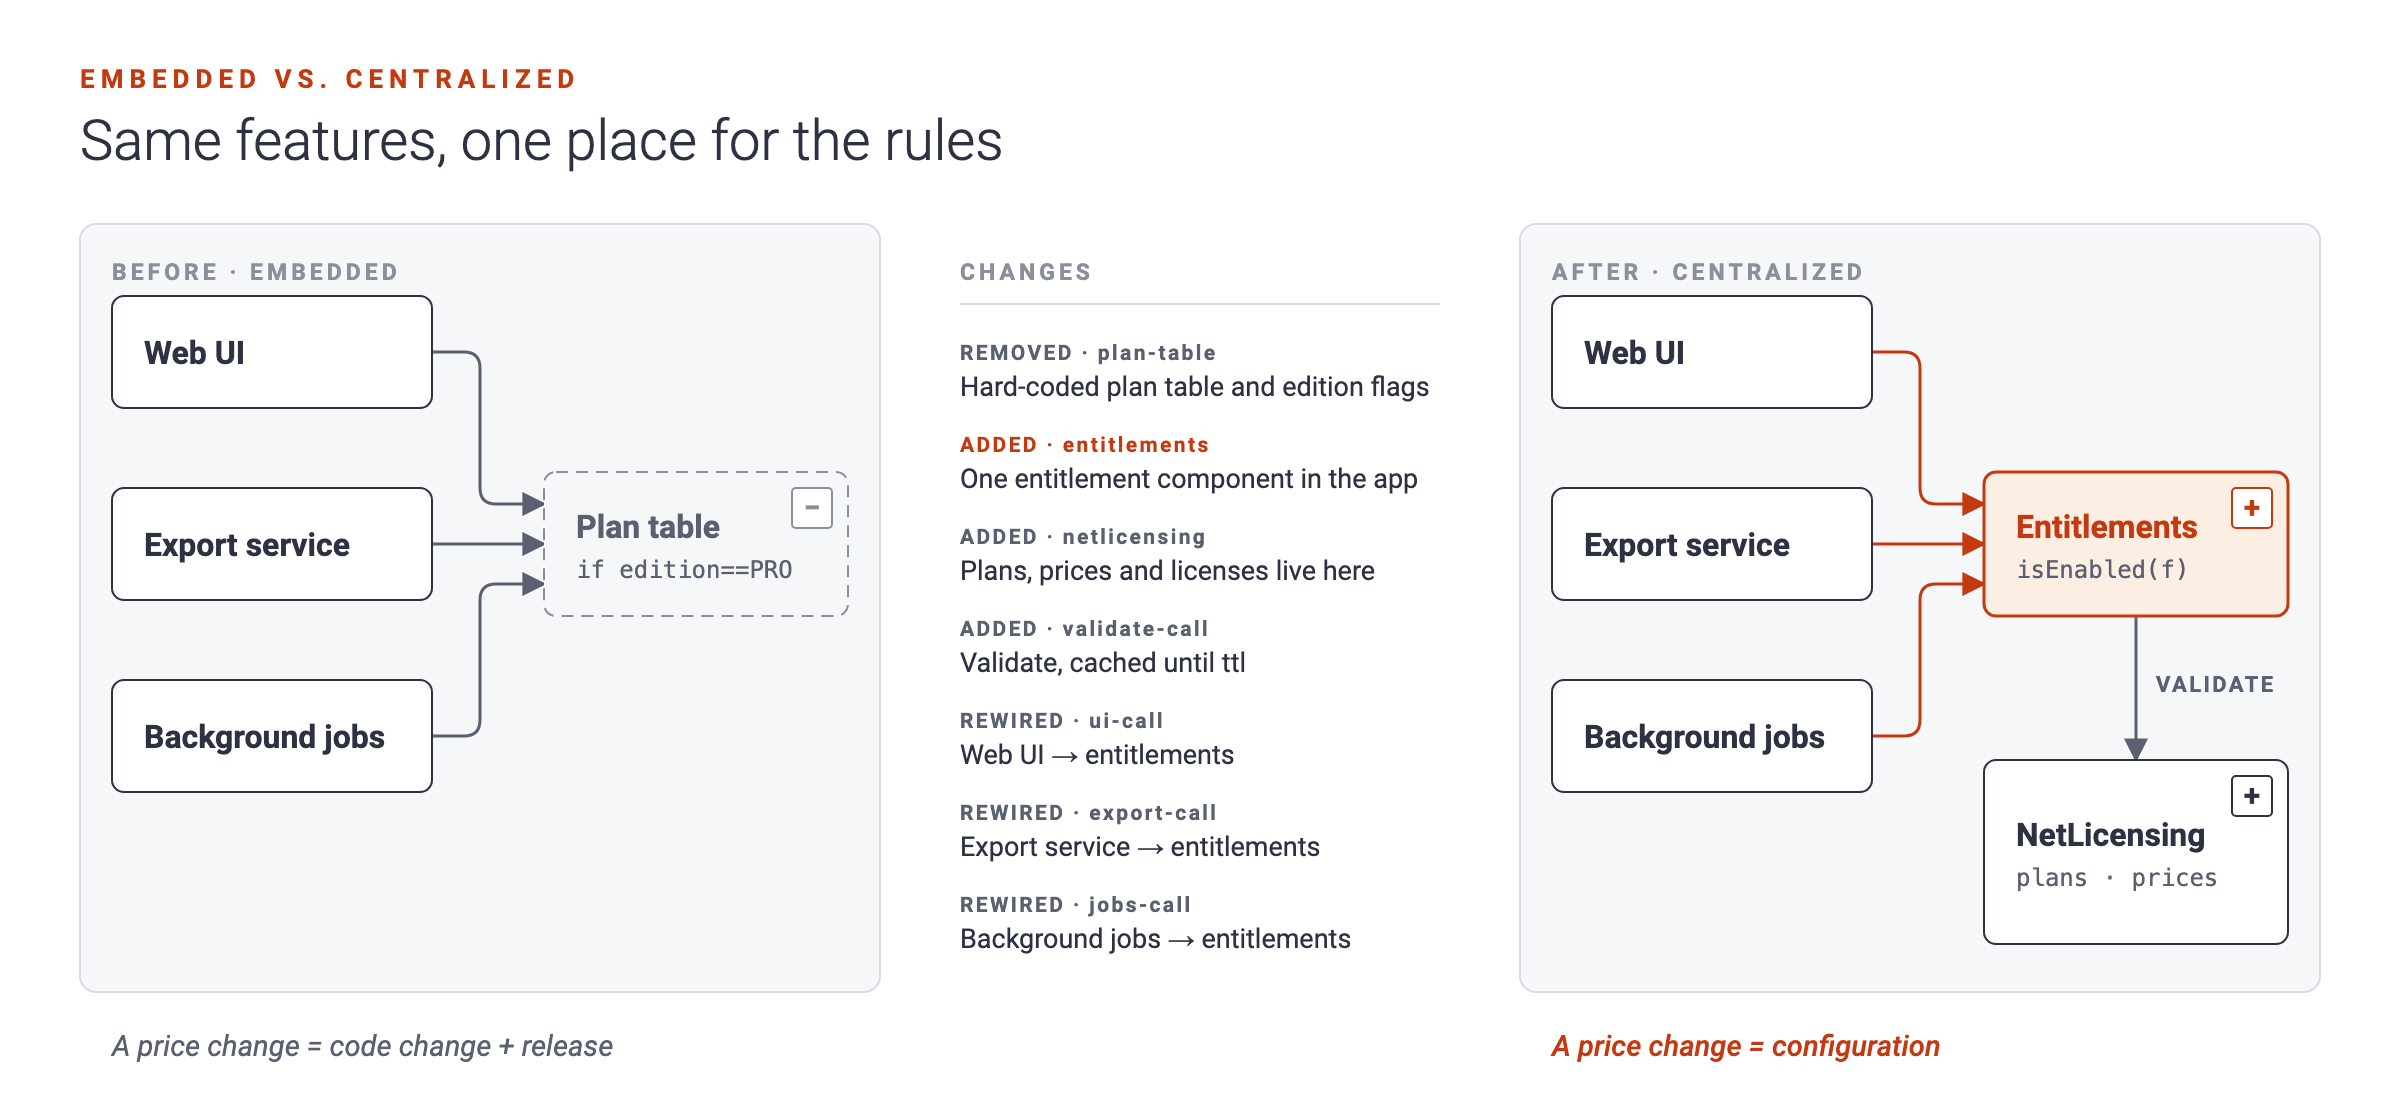 EMBEDDED VS. CENTRALIZED
Same features, one place for the rules
BEFORE · EMBEDDED
Web UI
Export service
Background jobs
Plan table
if edition==PRO
−
A price change = code change + release
CHANGES
REMOVED · plan-table
Hard-coded plan table and edition flags
ADDED · entitlements
One entitlement component in the app
ADDED · netlicensing
Plans, prices and licenses live here
ADDED · validate-call
Validate, cached until ttl
REWIRED · ui-call
Web UI → entitlements
REWIRED · export-call
Export service → entitlements
REWIRED · jobs-call
Background jobs → entitlements
AFTER · CENTRALIZED
Web UI
Export service
Background jobs
Entitlements
isEnabled(f)
+
VALIDATE
NetLicensing
plans · prices
+
A price change = configuration